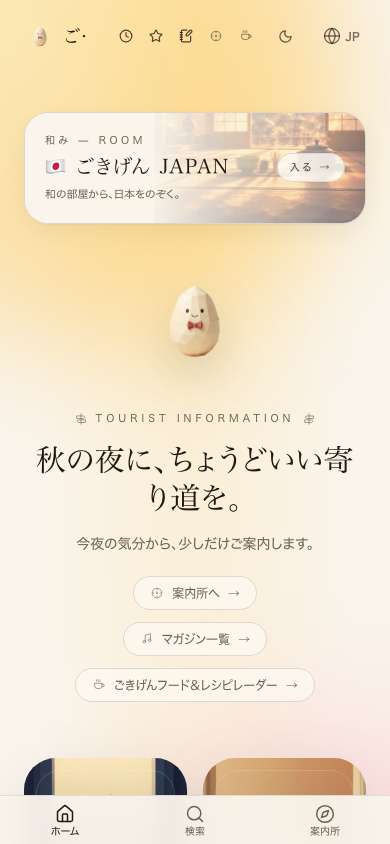 ご·
JP
和み — ROOM
🇯🇵 ごきげん JAPAN
入る →
和の部屋から、日本をのぞく。
TOURIST INFORMATION
秋の夜に、ちょうどいい寄
り道を。
今夜の気分から、少しだけご案内します。
案内所へ →
マガジン一覧 →
ごきげんフード&レシピレーダー →
ホーム
検索
案内所